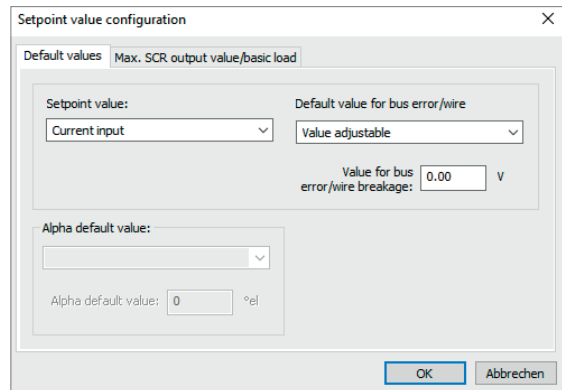 Setpoint value configuration
Default values
Max. SCR output value/basic load
Setpoint value:
Current input
Default value for bus error/wire
Value adjustable
Value for bus
error/wire breakage:
0.00
V
Alpha default value:
Alpha default value:
0
°el
OK
Abbrechen